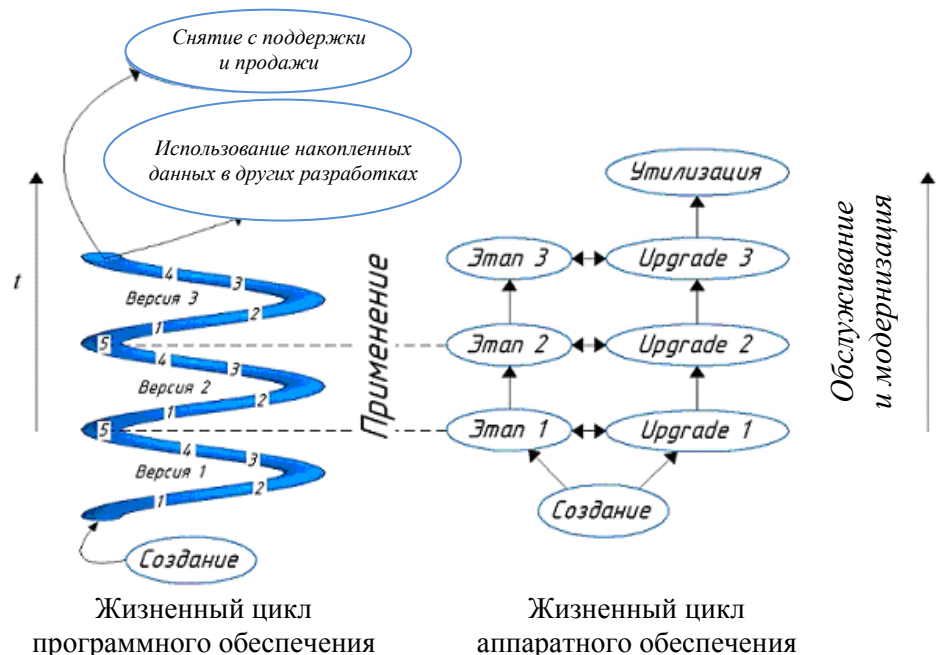 Снятие с поддержки
и продажи
Использование накопленных
данных в других разработках
t
4
3
Версия 3
1
2
5
4
3
Версия 2
1
2
5
4
3
Версия 1
1
2
Создание
Применение
Утилизация
Этап 3
Upgrade 3
Этап 2
Upgrade 2
Этап 1
Upgrade 1
Создание
Обслуживание
и модернизация
Жизненный цикл
программного обеспечения
Жизненный цикл
аппаратного обеспечения